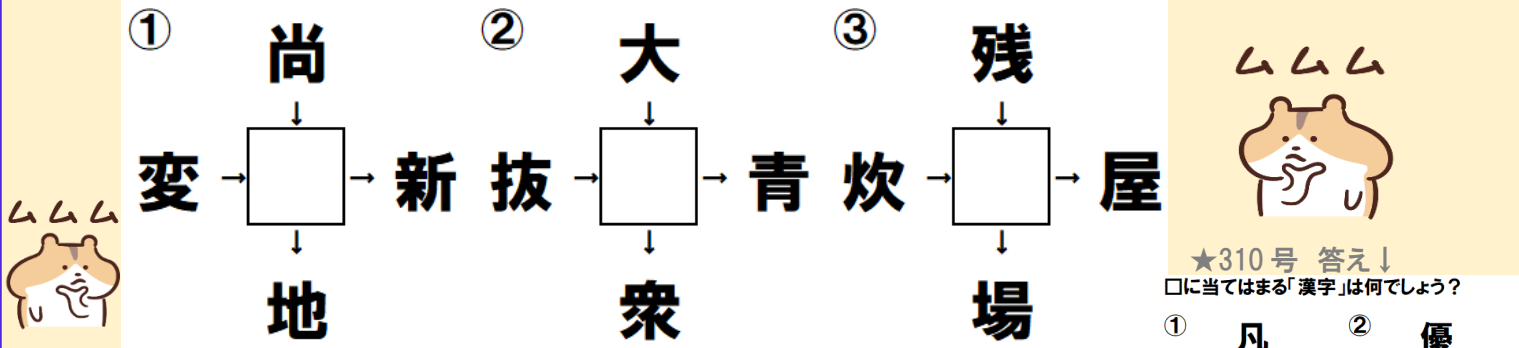 ① 尚
変 → □ → 新
地
② 大
抜 → □ → 青
衆
③ 残
炊 → □ → 屋
場
ムムム
ムムム
★310号 答え↓
□に当てはまる「漢字」は何でしょう？
① 凡 ② 優